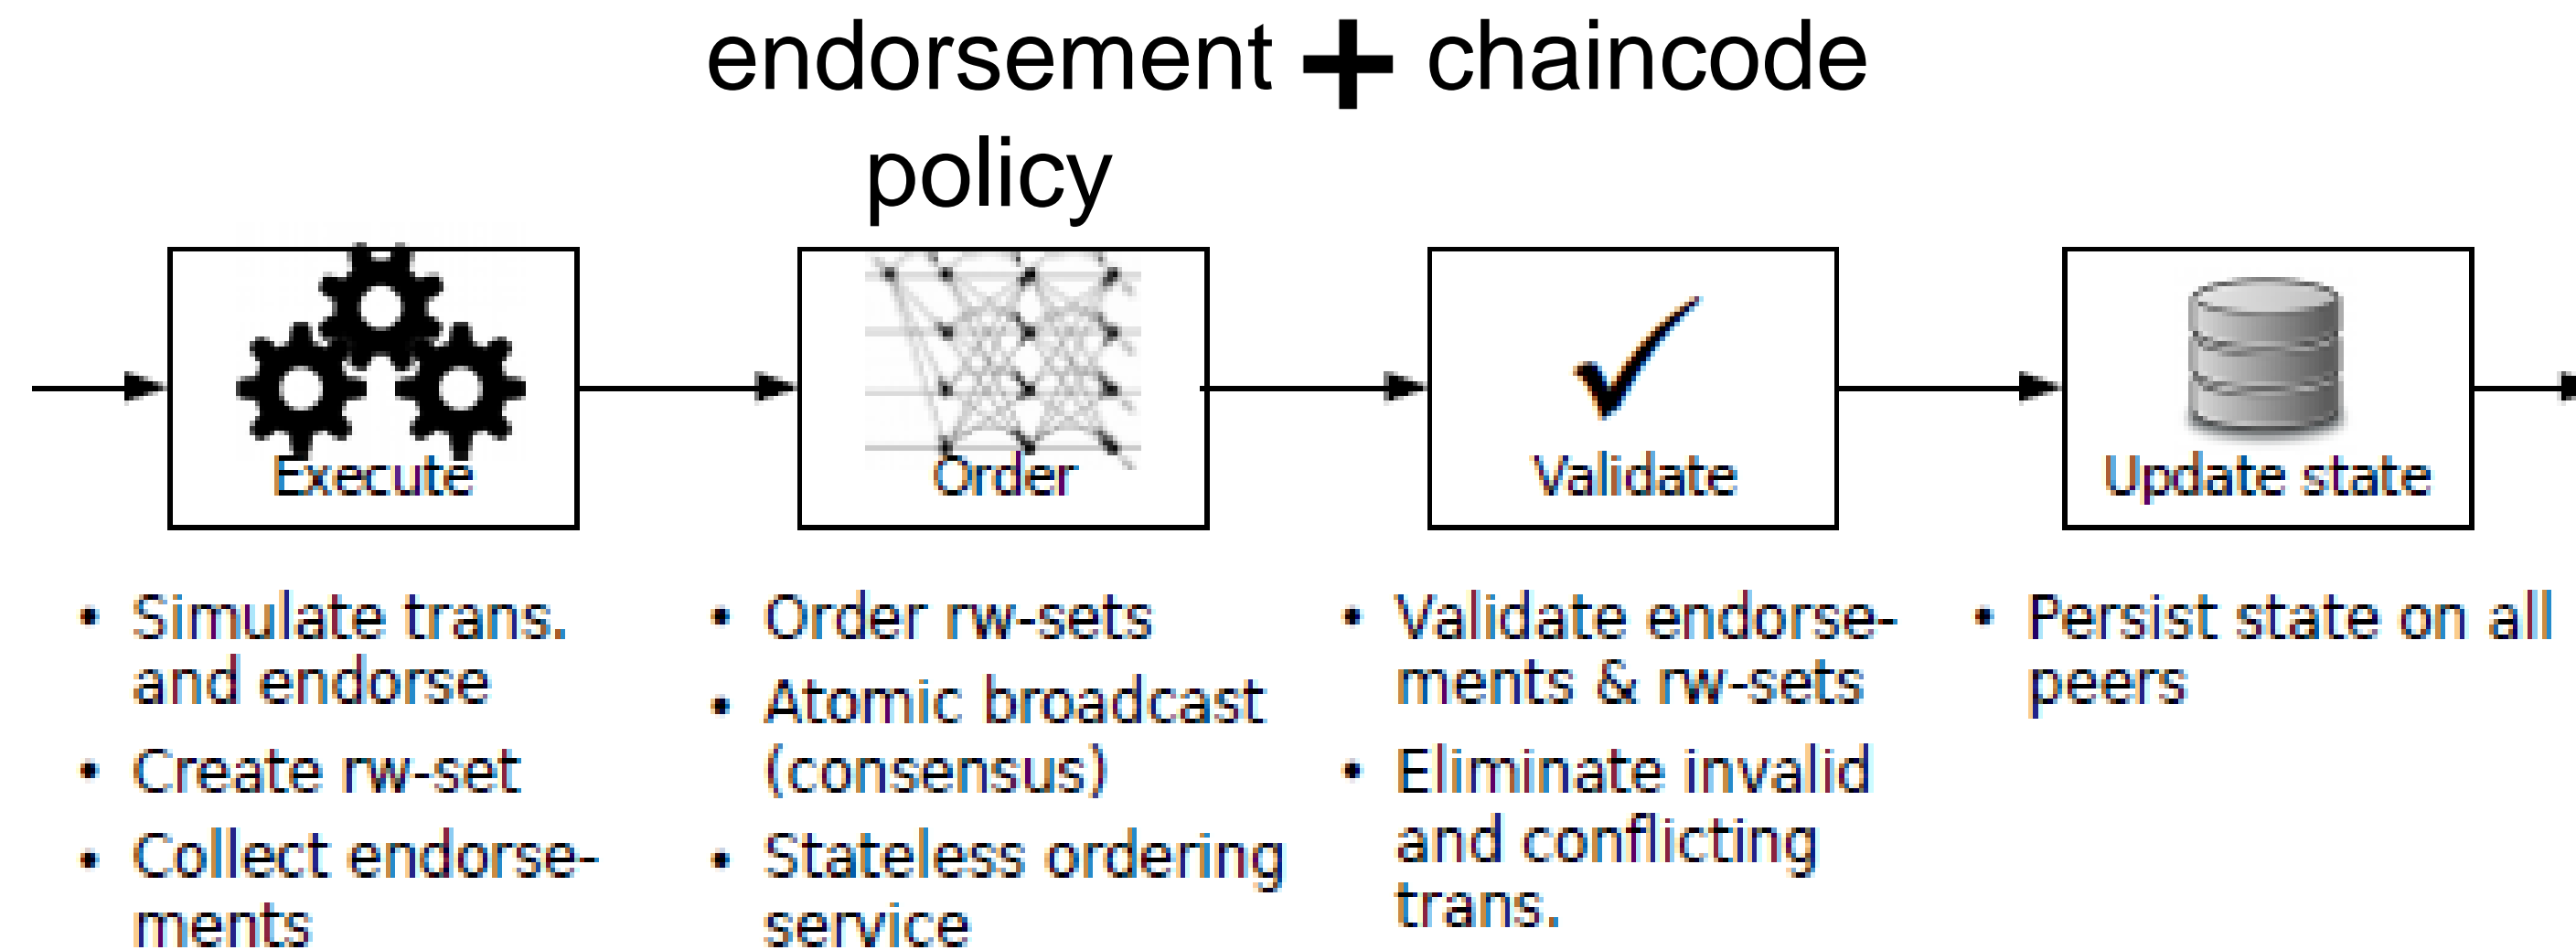 endorsement + chaincode
policy
Execute
Order
Validate
Update state
• Simulate trans.
and endorse
• Create rw-set
• Collect endorse-
ments
• Order rw-sets
• Atomic broadcast
(consensus)
• Stateless ordering
service
• Validate endorse-
ments & rw-sets
• Eliminate invalid
and conflicting
trans.
• Persist state on all
peers